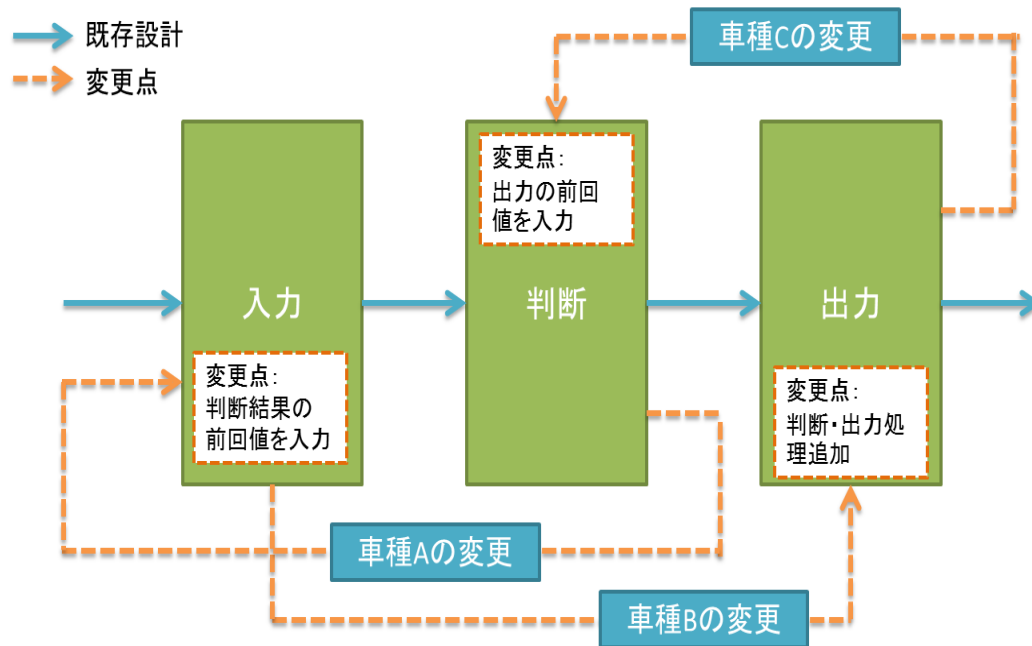 既存設計
変更点
車種Cの変更
変更点:
出力の前回
値を入力
入力
判断
出力
変更点:
判断結果の
前回値を入力
変更点:
判断・出力処
理追加
車種Aの変更
車種Bの変更